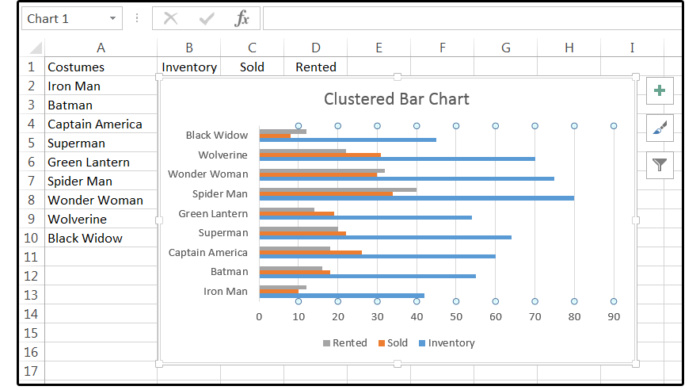 Chart 1 fx
A B C D E F G H I
1 Costumes Inventory Sold Rented
2 Iron Man
3 Batman
4 Captain America
5 Superman
6 Green Lantern
7 Spider Man
8 Wonder Woman
9 Wolverine
10 Black Widow
11
12
13
14
15
16
17
Clustered Bar Chart
Black Widow
Wolverine
Wonder Woman
Spider Man
Green Lantern
Superman
Captain America
Batman
Iron Man
0 10 20 30 40 50 60 70 80 90
Rented Sold Inventory